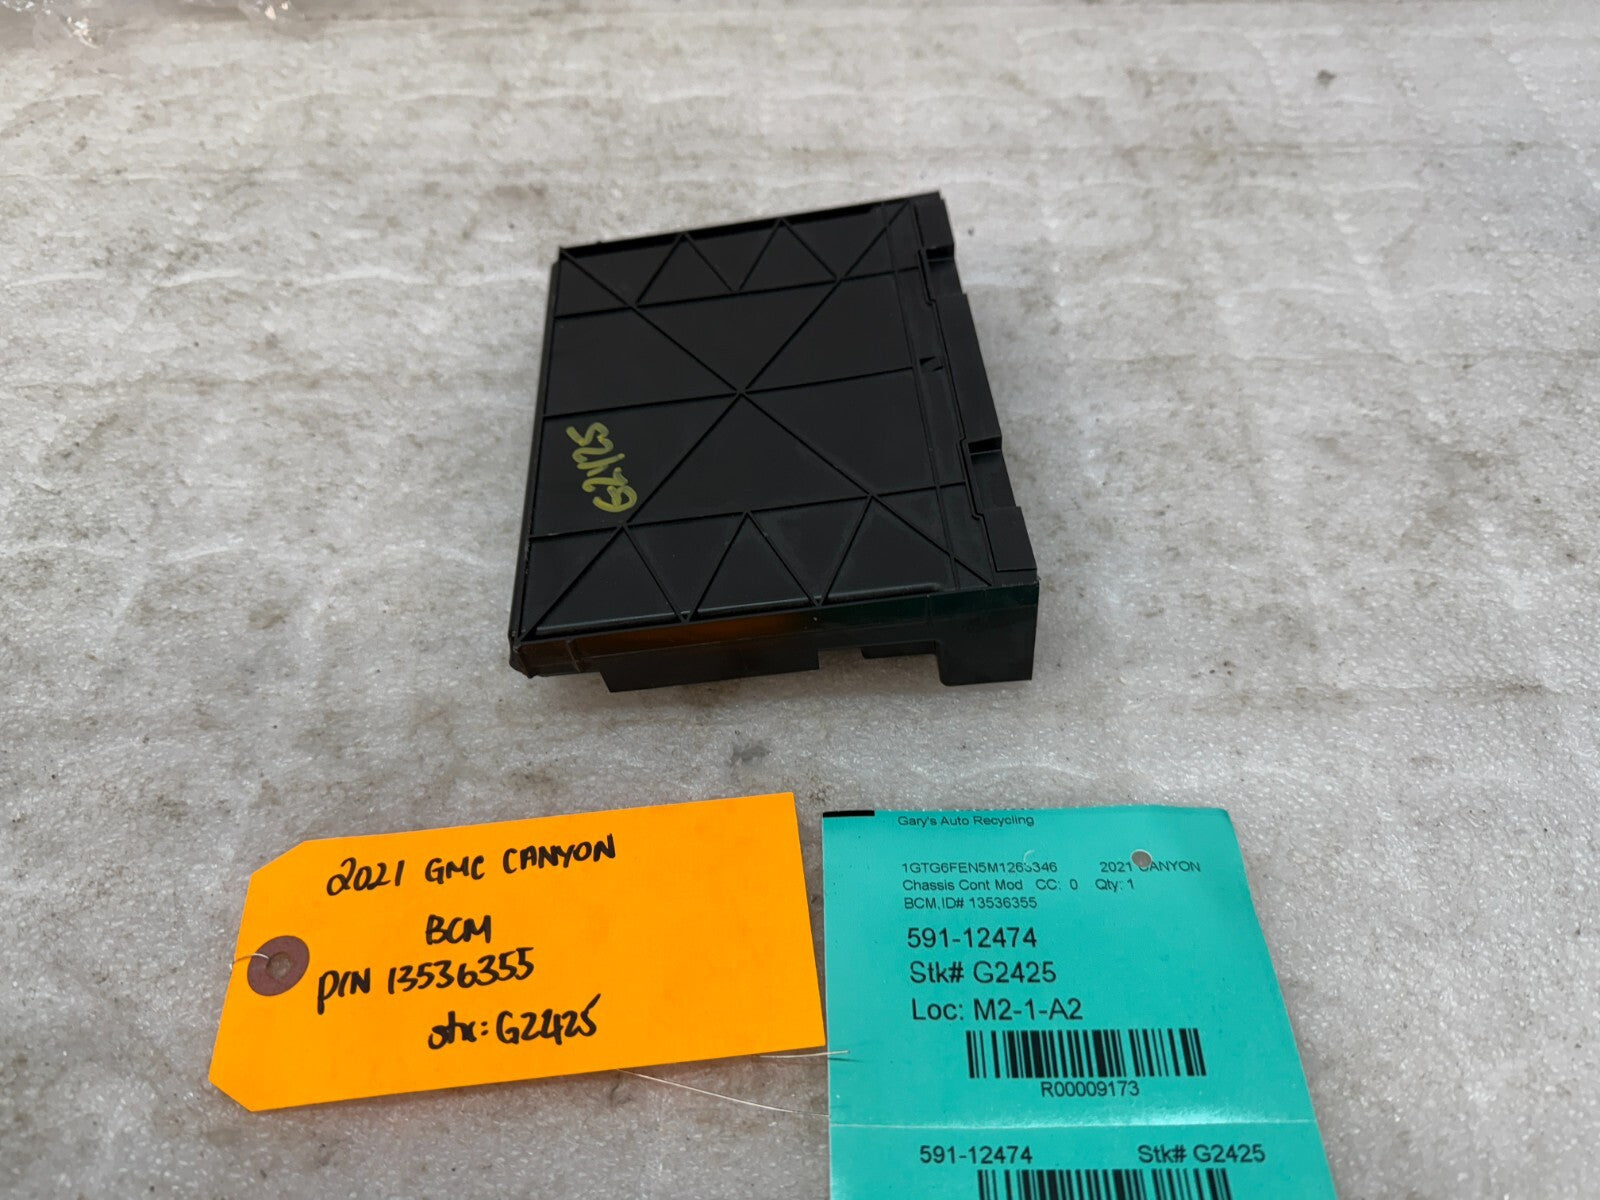 G2425
2021 GMC CANYON
BCM
P/N 13536355
stk: G2425
Gary's Auto Recycling
2021 CANYON
Chassis Cont Mod CC: 0 Qty: 1
BCM,ID# 13536355
591-12474
Stk# G2425
Loc: M2-1-A2
R00009173
591-12474 Stk# G2425